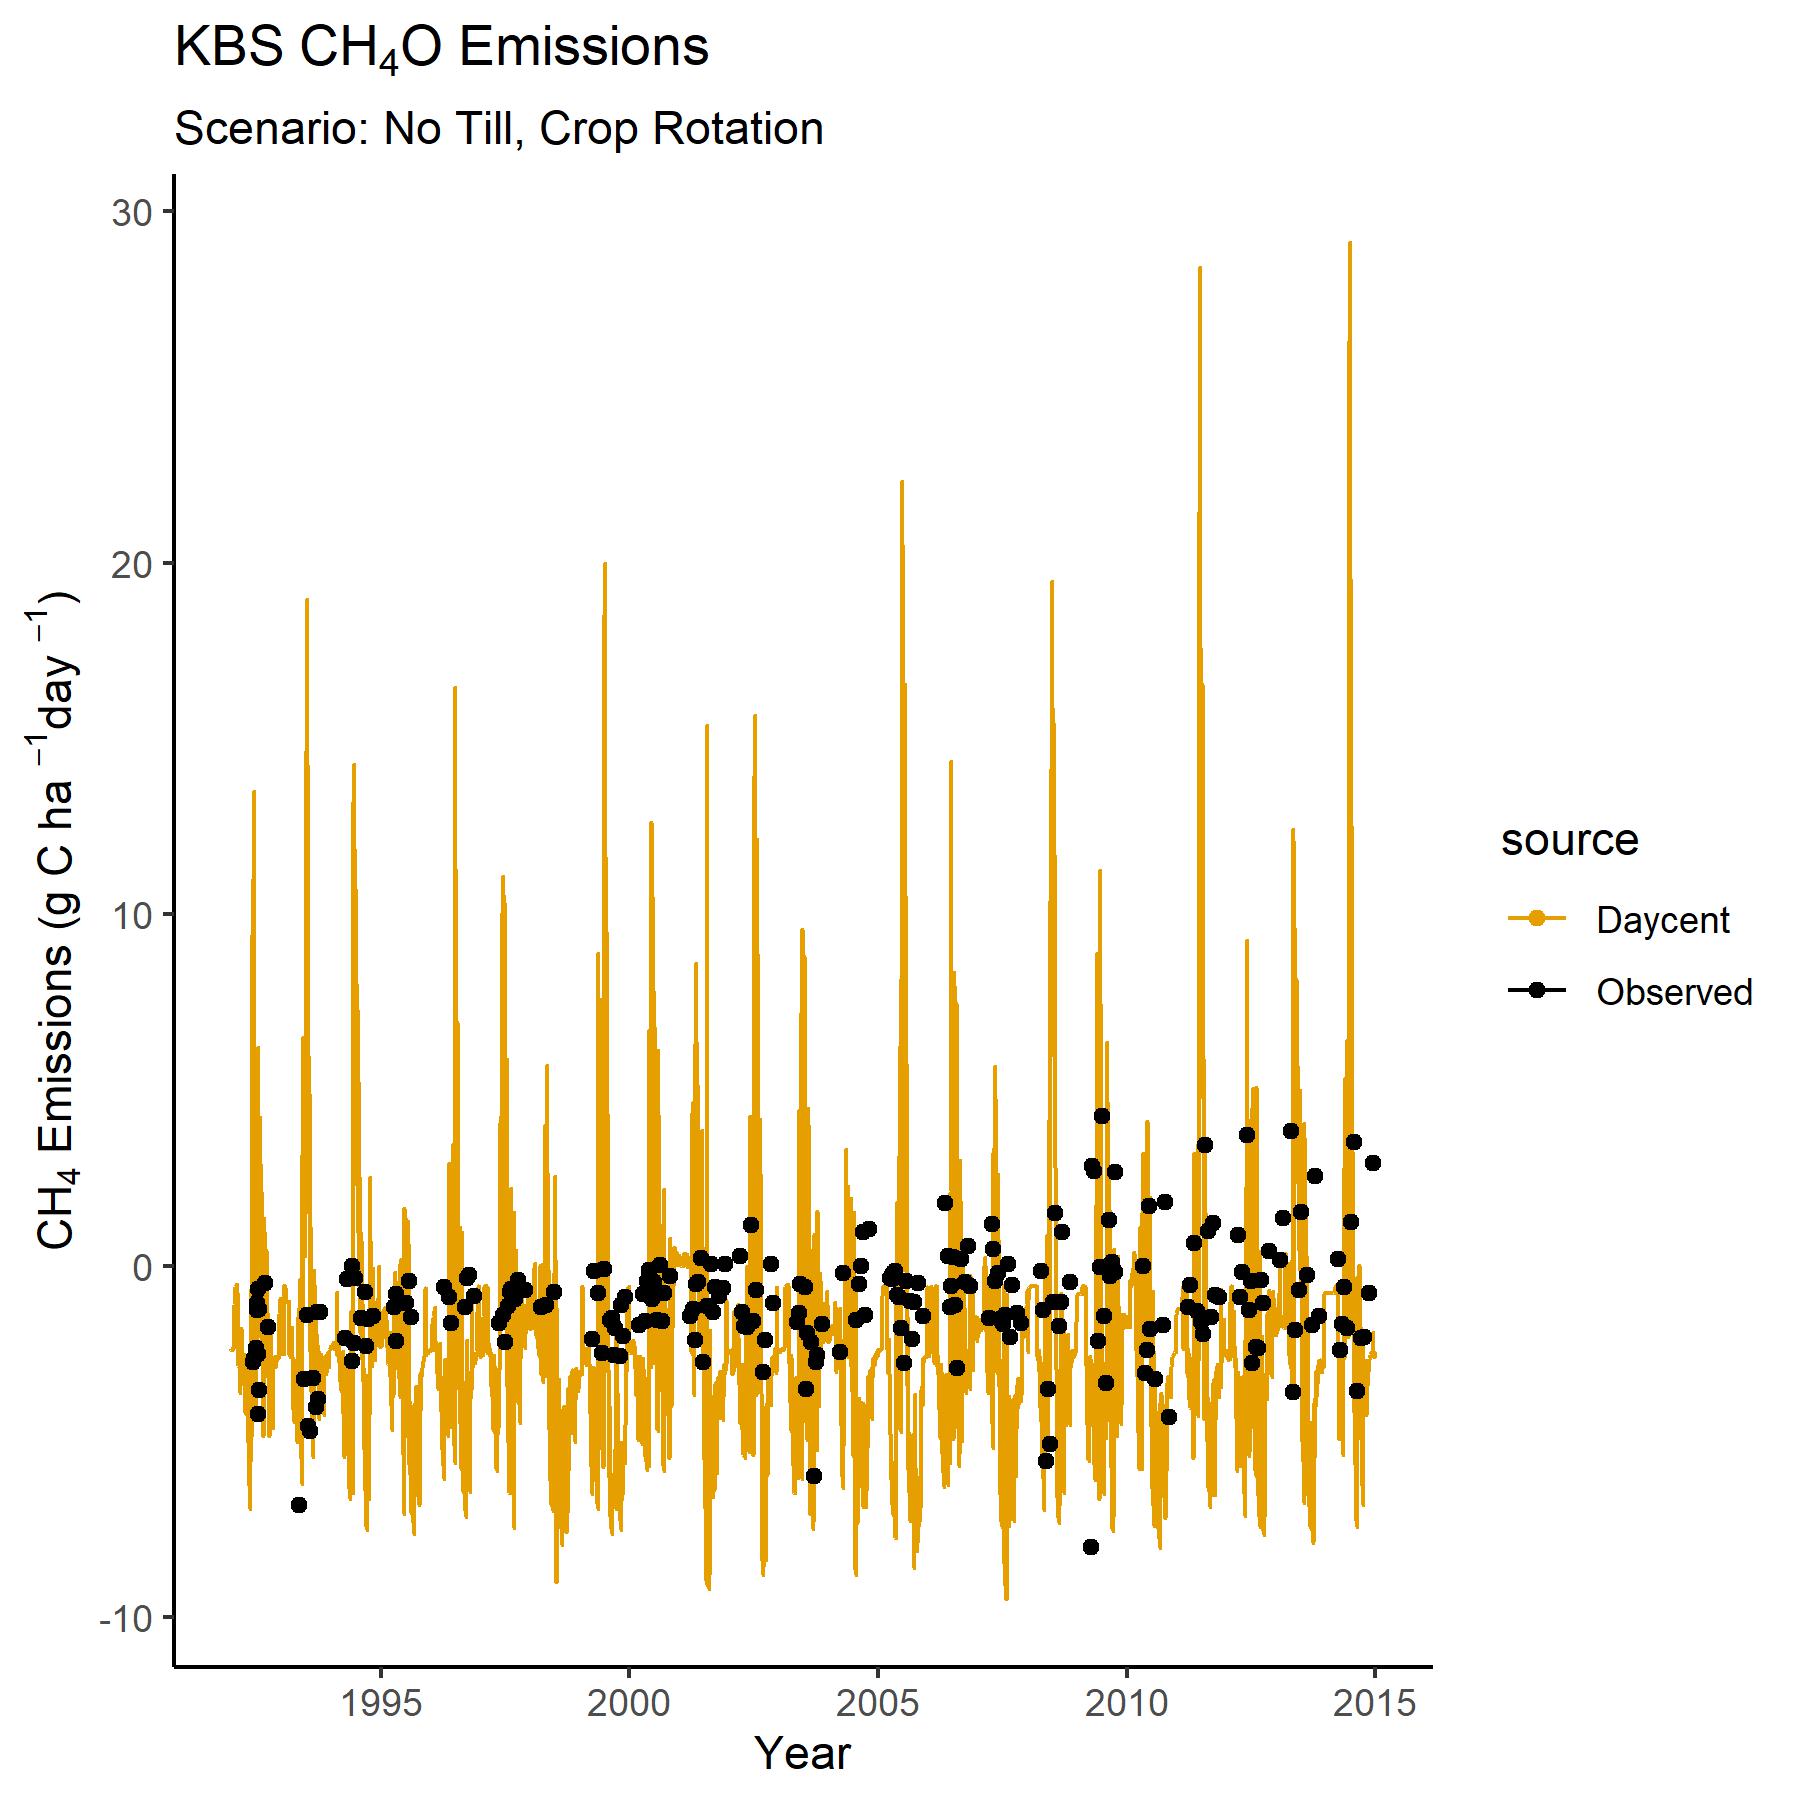 KBS CH₄O Emissions
Scenario: No Till, Crop Rotation
CH₄ Emissions (g C ha ⁻¹day ⁻¹)
30
20
10
0
-10
1995 2000 2005 2010 2015
Year
source
Daycent
Observed